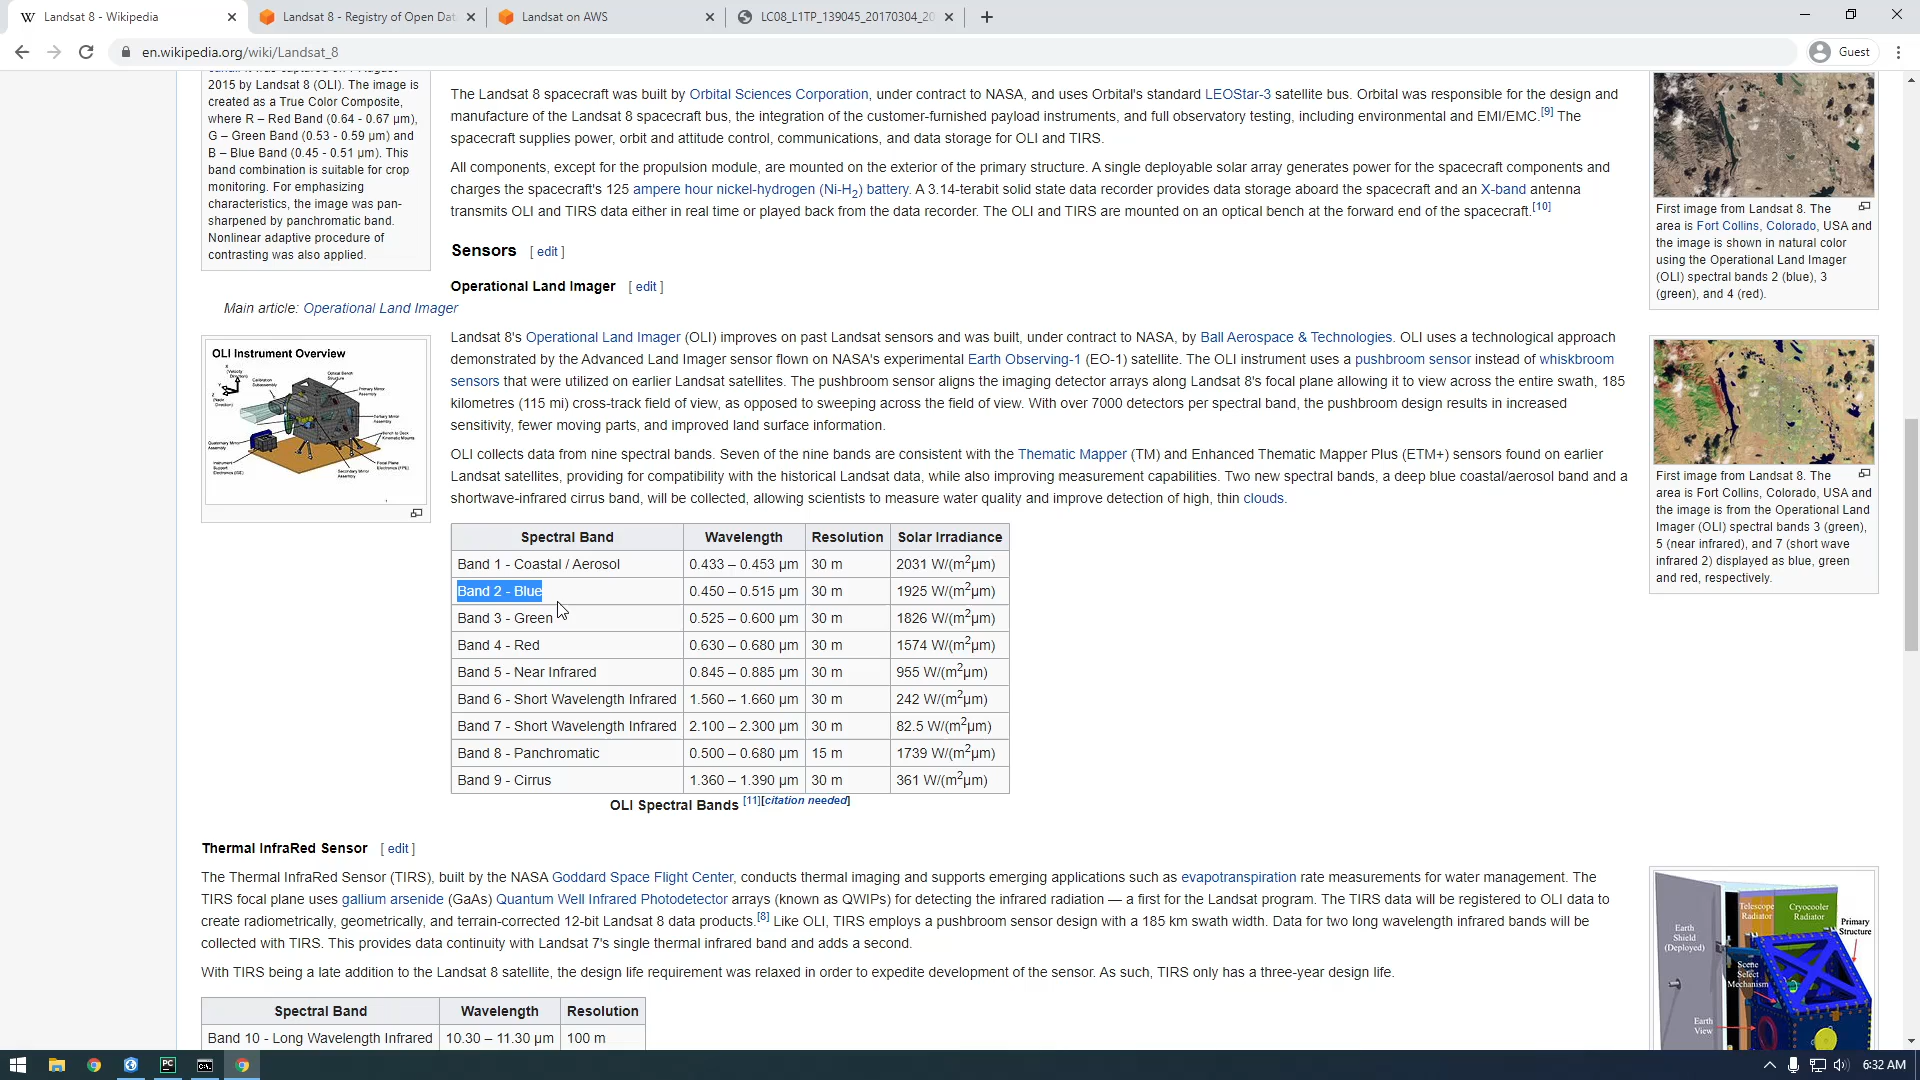 Landsat 8 - Wikipedia
Landsat 8 - Registry of Open Dat
Landsat on AWS
LC08_L1TP_139045_20170304_20
en.wikipedia.org/wiki/Landsat_8
Guest
2015 by Landsat 8 (OLI). The image is
created as a True Color Composite,
where R – Red Band (0.64 - 0.67 μm),
G – Green Band (0.53 - 0.59 μm) and
B – Blue Band (0.45 - 0.51 μm). This
band combination is suitable for crop
monitoring. For emphasizing
characteristics, the image was pan-
sharpened by panchromatic band.
Nonlinear adaptive procedure of
contrasting was also applied.
The Landsat 8 spacecraft was built by Orbital Sciences Corporation, under contract to NASA, and uses Orbital's standard LEOStar-3 satellite bus. Orbital was responsible for the design and
manufacture of the Landsat 8 spacecraft bus, the integration of the customer-furnished payload instruments, and full observatory testing, including environmental and EMI/EMC.[9] The
spacecraft supplies power, orbit and attitude control, communications, and data storage for OLI and TIRS.
All components, except for the propulsion module, are mounted on the exterior of the primary structure. A single deployable solar array generates power for the spacecraft components and
charges the spacecraft's 125 ampere hour nickel-hydrogen (Ni-H2) battery. A 3.14-terabit solid state data recorder provides data storage aboard the spacecraft and an X-band antenna
transmits OLI and TIRS data either in real time or played back from the data recorder. The OLI and TIRS are mounted on an optical bench at the forward end of the spacecraft.[10]
First image from Landsat 8. The
area is Fort Collins, Colorado, USA and
the image is shown in natural color
using the Operational Land Imager
(OLI) spectral bands 2 (blue), 3
(green), and 4 (red).
Sensors [ edit ]
Operational Land Imager [ edit ]
Main article: Operational Land Imager
OLI Instrument Overview
Landsat 8's Operational Land Imager (OLI) improves on past Landsat sensors and was built, under contract to NASA, by Ball Aerospace & Technologies. OLI uses a technological approach
demonstrated by the Advanced Land Imager sensor flown on NASA's experimental Earth Observing-1 (EO-1) satellite. The OLI instrument uses a pushbroom sensor instead of whiskbroom
sensors that were utilized on earlier Landsat satellites. The pushbroom sensor aligns the imaging detector arrays along Landsat 8's focal plane allowing it to view across the entire swath, 185
kilometres (115 mi) cross-track field of view, as opposed to sweeping across the field of view. With over 7000 detectors per spectral band, the pushbroom design results in increased
sensitivity, fewer moving parts, and improved land surface information.
OLI collects data from nine spectral bands. Seven of the nine bands are consistent with the Thematic Mapper (TM) and Enhanced Thematic Mapper Plus (ETM+) sensors found on earlier
Landsat satellites, providing for compatibility with the historical Landsat data, while also improving measurement capabilities. Two new spectral bands, a deep blue coastal/aerosol band and a
shortwave-infrared cirrus band, will be collected, allowing scientists to measure water quality and improve detection of high, thin clouds.
First image from Landsat 8. The
area is Fort Collins, Colorado, USA and
the image is from the Operational Land
Imager (OLI) spectral bands 3 (green),
5 (near infrared), and 7 (short wave
infrared 2) displayed as blue, green
and red, respectively.
Spectral Band Wavelength Resolution Solar Irradiance
Band 1 - Coastal / Aerosol 0.433 – 0.453 μm 30 m 2031 W/(m2μm)
Band 2 - Blue 0.450 – 0.515 μm 30 m 1925 W/(m2μm)
Band 3 - Green 0.525 – 0.600 μm 30 m 1826 W/(m2μm)
Band 4 - Red 0.630 – 0.680 μm 30 m 1574 W/(m2μm)
Band 5 - Near Infrared 0.845 – 0.885 μm 30 m 955 W/(m2μm)
Band 6 - Short Wavelength Infrared 1.560 – 1.660 μm 30 m 242 W/(m2μm)
Band 7 - Short Wavelength Infrared 2.100 – 2.300 μm 30 m 82.5 W/(m2μm)
Band 8 - Panchromatic 0.500 – 0.680 μm 15 m 1739 W/(m2μm)
Band 9 - Cirrus 1.360 – 1.390 μm 30 m 361 W/(m2μm)
OLI Spectral Bands [11][citation needed]
Thermal InfraRed Sensor [ edit ]
The Thermal InfraRed Sensor (TIRS), built by the NASA Goddard Space Flight Center, conducts thermal imaging and supports emerging applications such as evapotranspiration rate measurements for water management. The
TIRS focal plane uses gallium arsenide (GaAs) Quantum Well Infrared Photodetector arrays (known as QWIPs) for detecting the infrared radiation — a first for the Landsat program. The TIRS data will be registered to OLI data to
create radiometrically, geometrically, and terrain-corrected 12-bit Landsat 8 data products.[8] Like OLI, TIRS employs a pushbroom sensor design with a 185 km swath width. Data for two long wavelength infrared bands will be
collected with TIRS. This provides data continuity with Landsat 7's single thermal infrared band and adds a second.
With TIRS being a late addition to the Landsat 8 satellite, the design life requirement was relaxed in order to expedite development of the sensor. As such, TIRS only has a three-year design life.
Telescope
Radiator
Cryocooler
Radiator
Primary
Structure
Earth
Shield
(Deployed)
Scene
Select
Mechanism
Earth
View
Spectral Band Wavelength Resolution
Band 10 - Long Wavelength Infrared 10.30 – 11.30 μm 100 m
6:32 AM